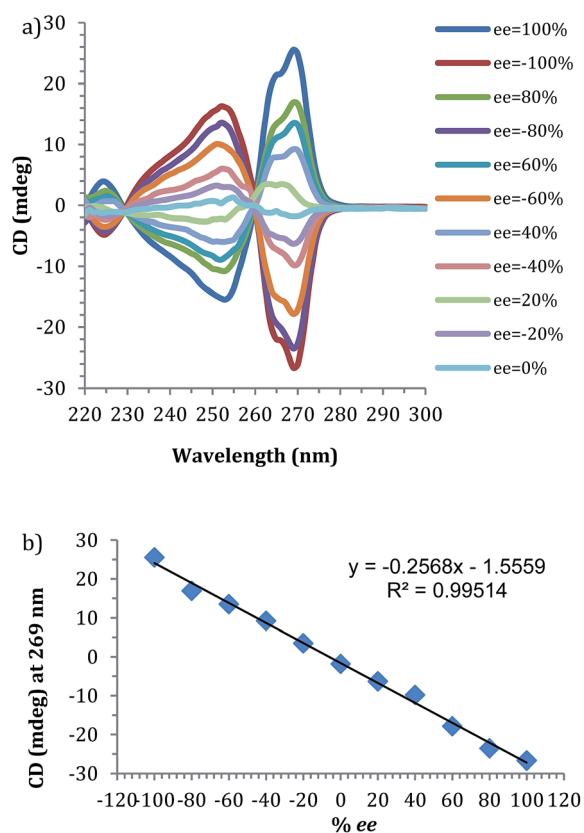 a)
30
20
10
0
-10
-20
-30
CD (mdeg)
220 230 240 250 260 270 280 290 300
Wavelength (nm)
ee=100%
ee=-100%
ee=80%
ee=-80%
ee=60%
ee=-60%
ee=40%
ee=-40%
ee=20%
ee=-20%
ee=0%
b)
30
20
10
0
-10
-20
-30
CD (mdeg) at 269 nm
y = -0.2568x - 1.5559
R² = 0.99514
-120-100 -80 -60 -40 -20 0 20 40 60 80 100 120
% ee